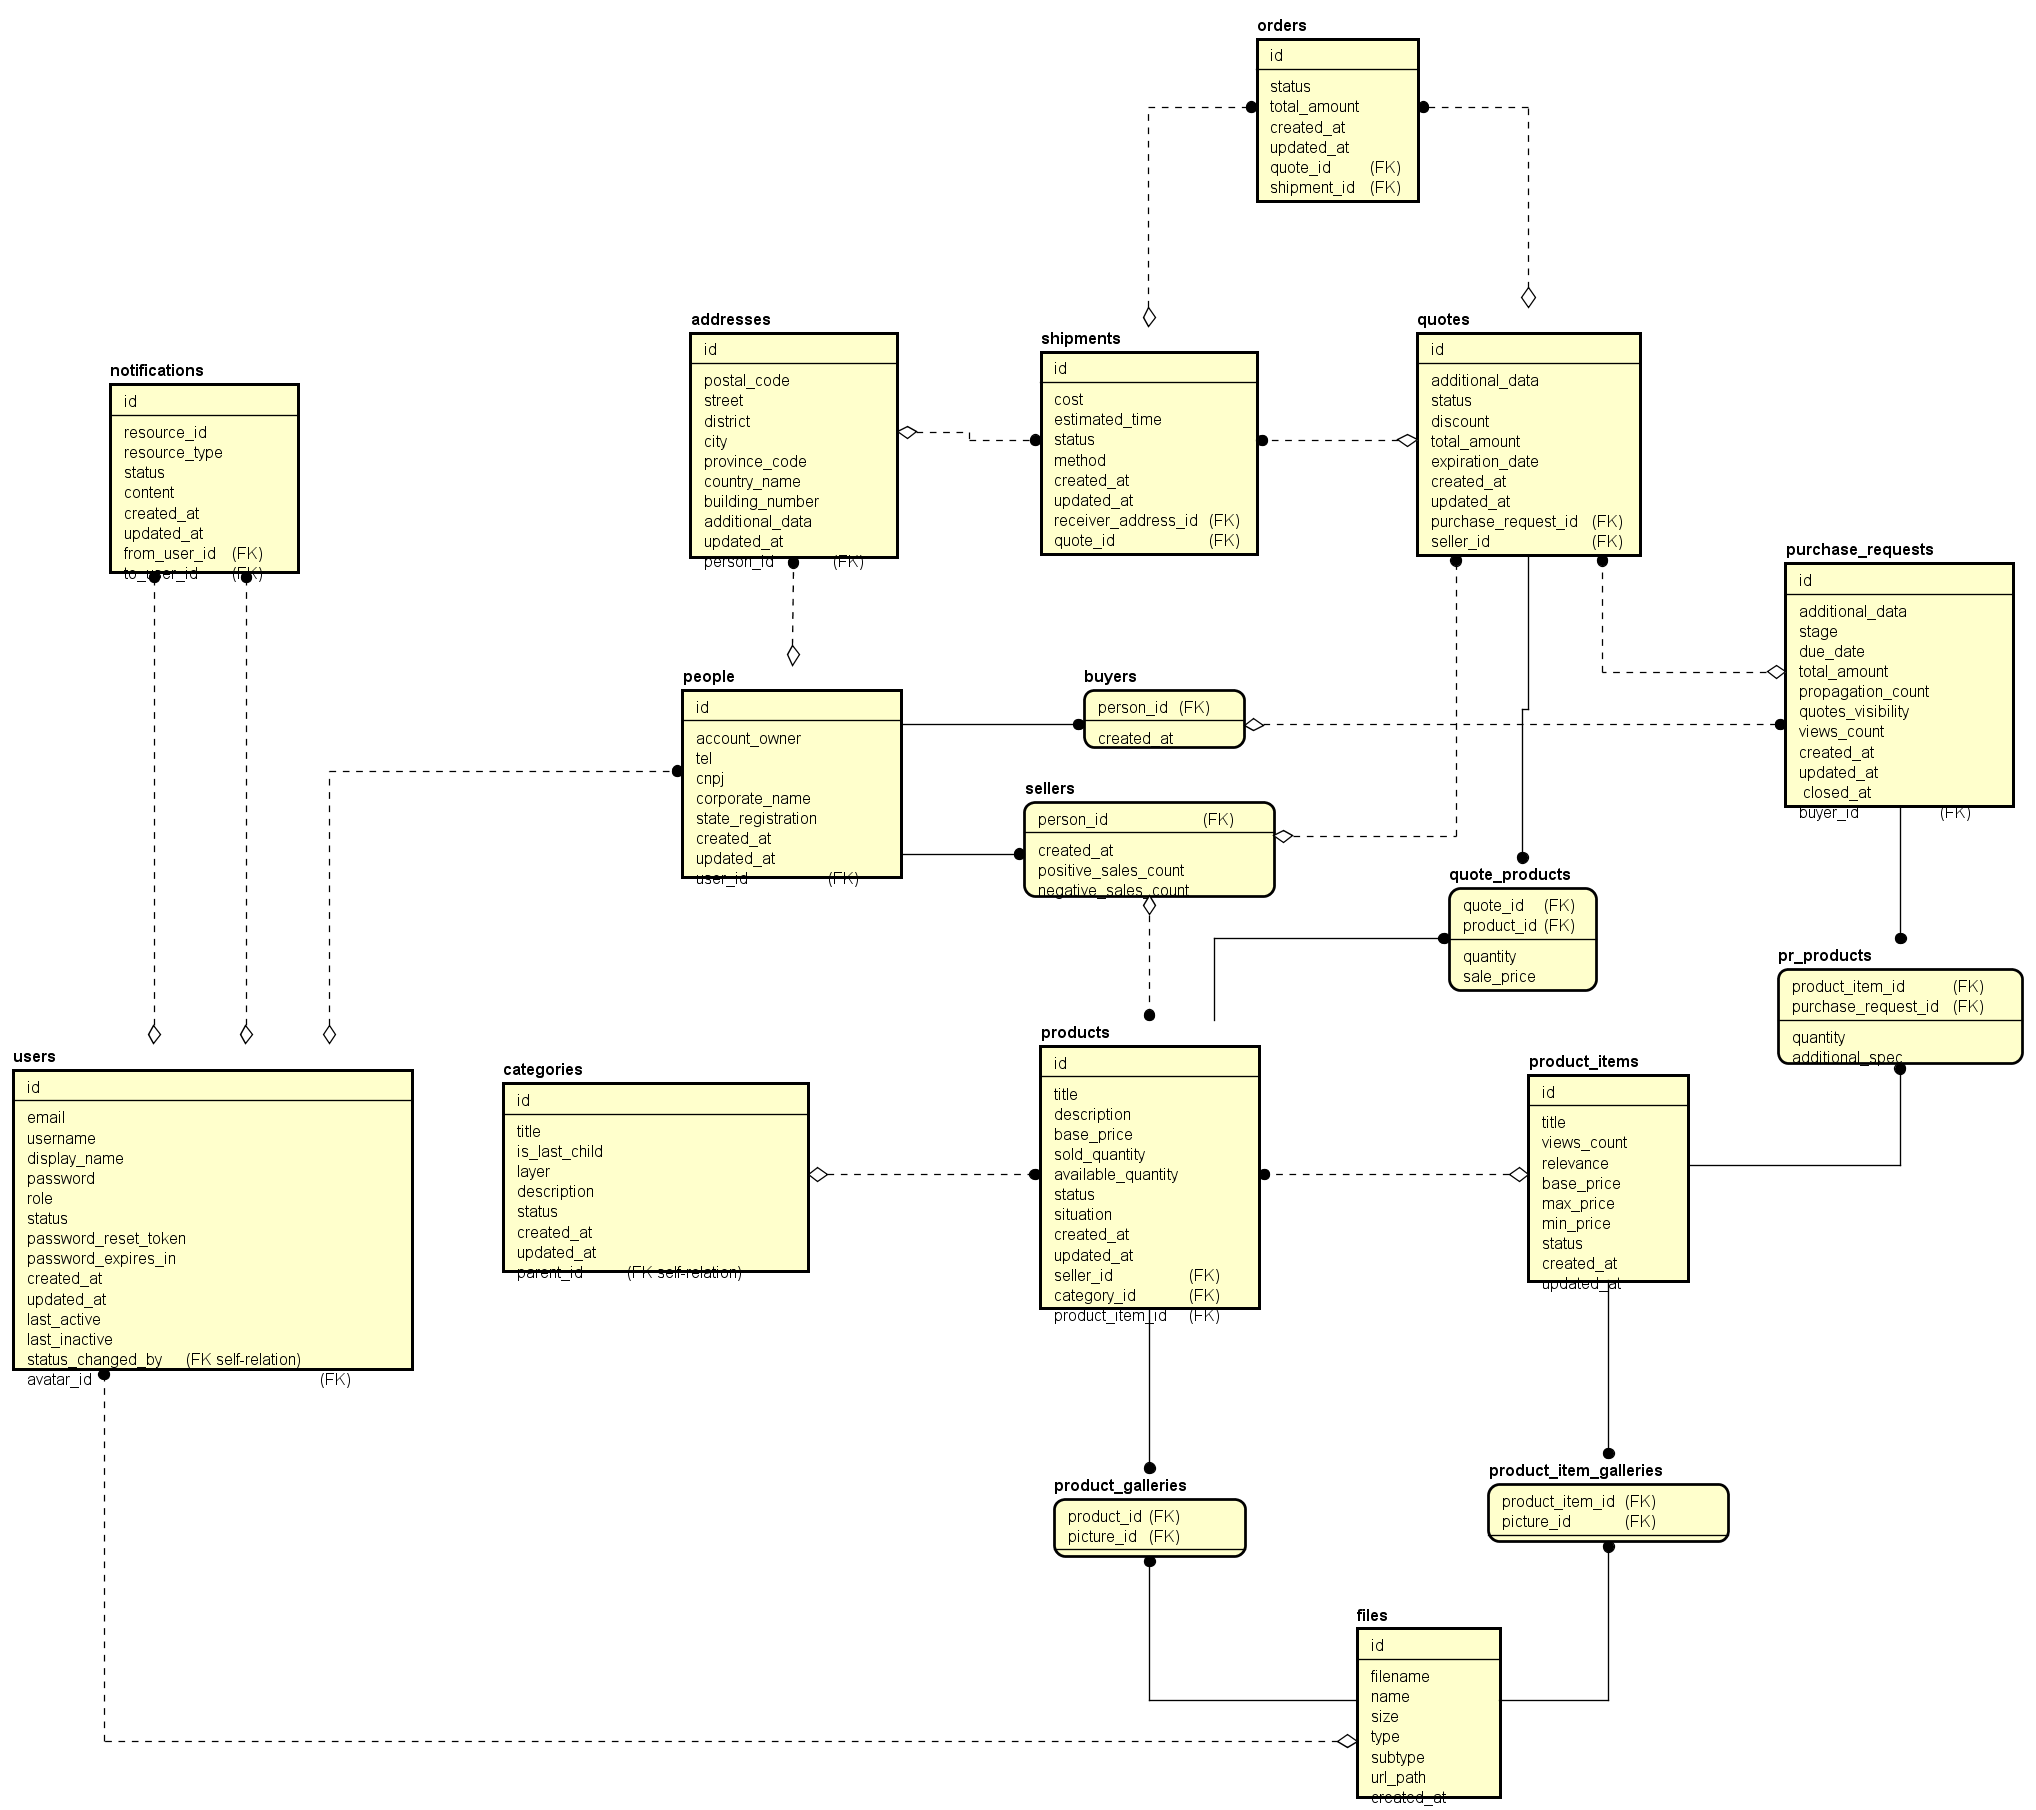 orders
id
status
total_amount
created_at
updated_at
quote_id (FK)
shipment_id (FK)
addresses
id
postal_code
street
district
city
province_code
country_name
building_number
additional_data
updated_at
person_id (FK)
shipments
id
cost
estimated_time
status
method
created_at
updated_at
receiver_address_id (FK)
quote_id (FK)
quotes
id
additional_data
status
discount
total_amount
expiration_date
created_at
updated_at
purchase_request_id (FK)
seller_id (FK)
notifications
id
resource_id
resource_type
status
content
created_at
updated_at
from_user_id (FK)
to_user_id (FK)
purchase_requests
id
additional_data
stage
due_date
total_amount
propagation_count
quotes_visibility
views_count
created_at
updated_at
closed_at
buyer_id (FK)
people
id
account_owner
tel
cnpj
corporate_name
state_registration
created_at
updated_at
user_id (FK)
buyers
person_id (FK)
created_at
sellers
person_id (FK)
created_at
positive_sales_count
negative_sales_count
quote_products
quote_id (FK)
product_id (FK)
quantity
sale_price
pr_products
product_item_id (FK)
purchase_request_id (FK)
quantity
additional_spec
users
id
email
username
display_name
password
role
status
password_reset_token
password_expires_in
created_at
updated_at
last_active
last_inactive
status_changed_by (FK self-relation)
avatar_id (FK)
categories
id
title
is_last_child
layer
description
status
created_at
updated_at
parent_id (FK self-relation)
products
id
title
description
base_price
sold_quantity
available_quantity
status
situation
created_at
updated_at
seller_id (FK)
category_id (FK)
product_item_id (FK)
product_items
id
title
views_count
relevance
base_price
max_price
min_price
status
created_at
updated_at
product_galleries
product_id (FK)
picture_id (FK)
product_item_galleries
product_item_id (FK)
picture_id (FK)
files
id
filename
name
size
type
subtype
url_path
created_at